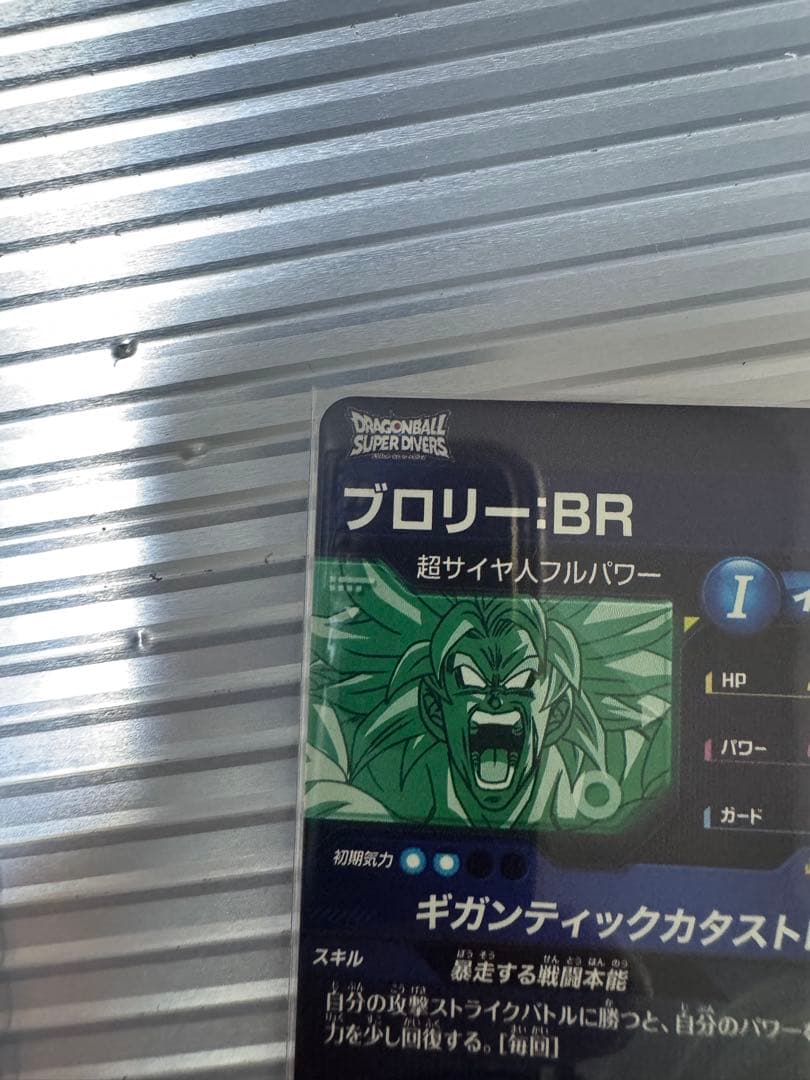 DRAGONBALL
SUPER DIVERS
ブロリー:BR
超サイヤ人フルパワー
I
HP
パワー
ガード
初期気力
ギガンティックカタスト
スキル
暴走する戦闘本能
自分の攻撃ストライクバトルに勝つと、自分のパワー
力を少し回復する。[毎回]